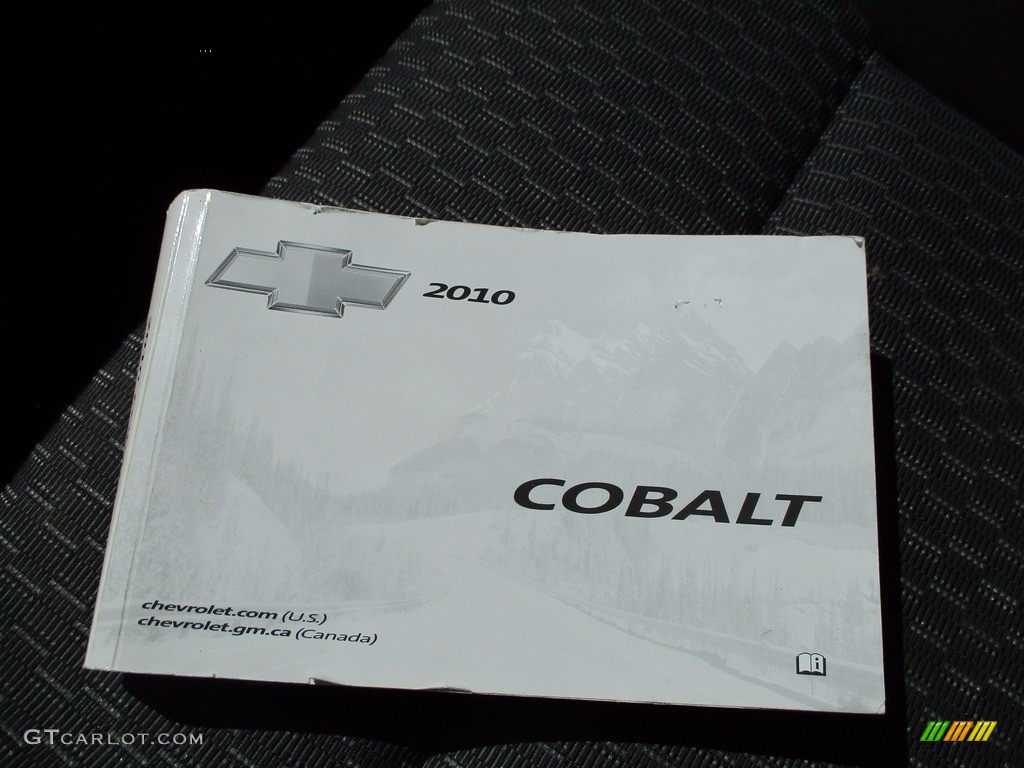 2010
COBALT
chevrolet.com (U.S.)
chevrolet.gm.ca (Canada)
i
GTCARLOT.COM